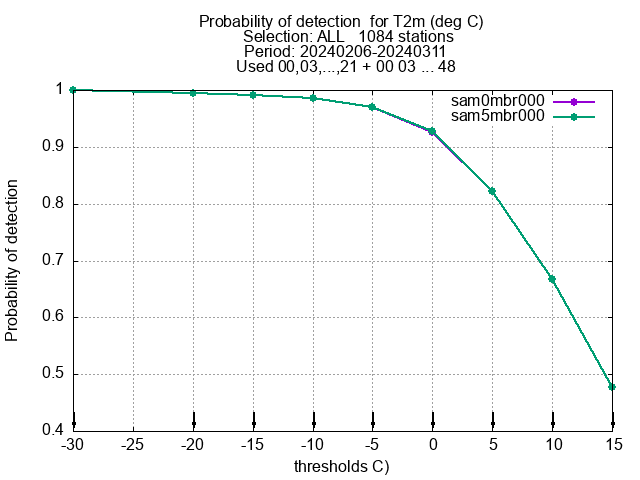 Probability of detection  for T2m (deg C)
Selection: ALL   1084 stations
Period: 20240206-20240311
Used 00,03,...,21 + 00 03 ... 48
sam0mbr000
sam5mbr000
1
0.9
0.8
0.7
0.6
0.5
0.4
Probability of detection
-30 -25 -20 -15 -10 -5 0 5 10 15
thresholds C)